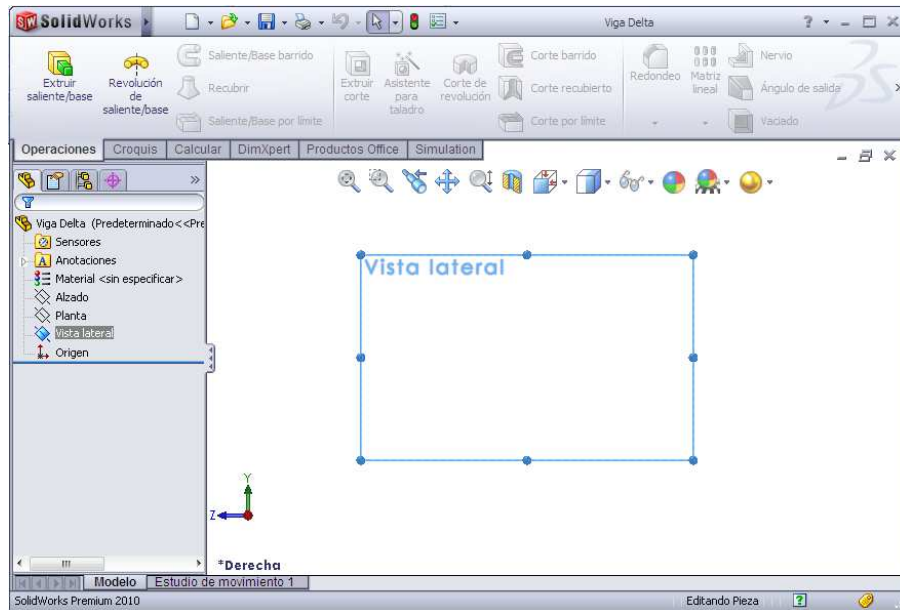 SolidWorks
Viga Delta
Extruir saliente/base
Revolución de saliente/base
Saliente/Base barrido
Recubrir
Saliente/Base por límite
Extruir corte
Asistente para taladro
Corte de revolución
Corte barrido
Corte recubierto
Corte por límite
Redondeo
Matriz lineal
Nervio
Ángulo de salida
Vaciado
Operaciones
Croquis
Calcular
DimXpert
Productos Office
Simulation
Viga Delta (Predeterminado<<Pre
Sensores
Anotaciones
Material <sin especificar>
Alzado
Planta
Vista lateral
Origen
Vista lateral
Y
Z
*Derecha
Modelo
Estudio de movimiento 1
SolidWorks Premium 2010
Editando Pieza